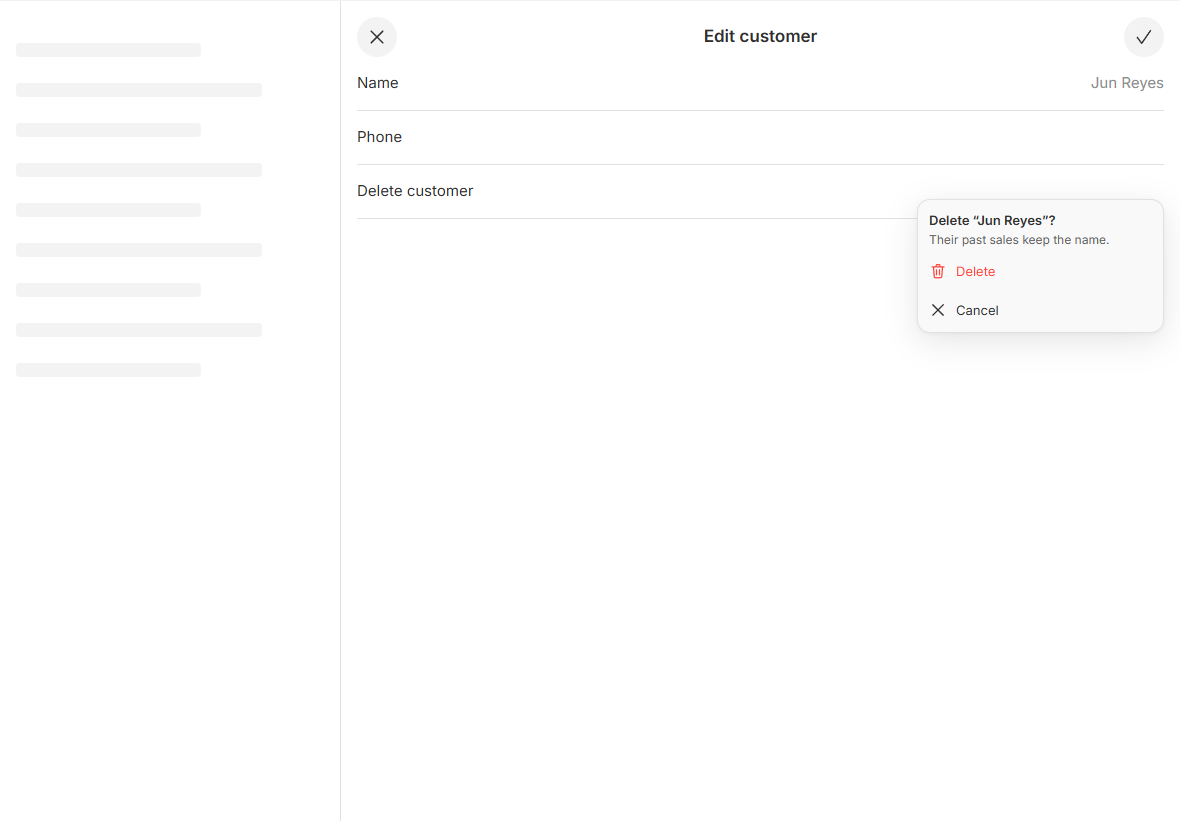 Edit customer
Name
Jun Reyes
Phone
Delete customer
Delete “Jun Reyes”?
Their past sales keep the name.
Delete
Cancel